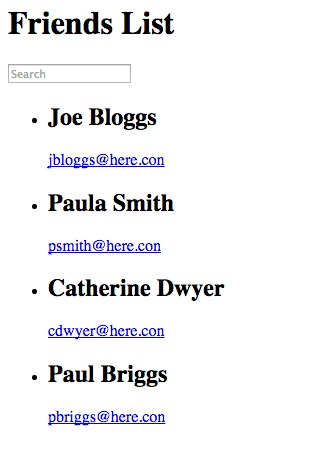 Friends List
Search
Joe Bloggs
jbloggs@here.con
Paula Smith
psmith@here.con
Catherine Dwyer
cdwyer@here.con
Paul Briggs
pbriggs@here.con